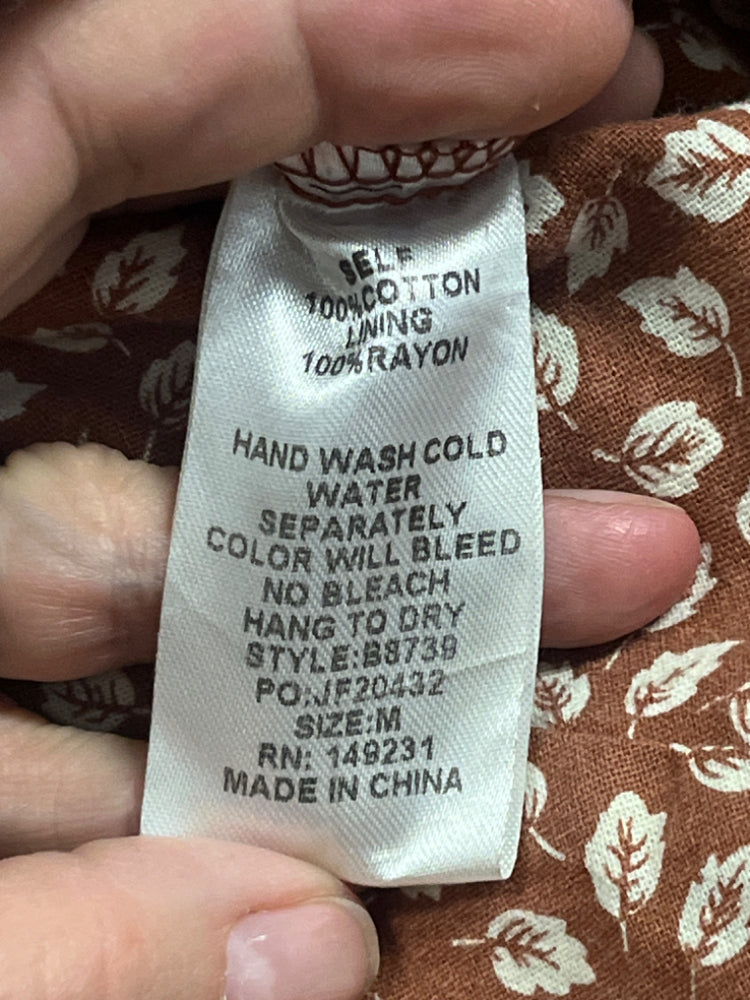 SELF
100%COTTON
LINING
100%RAYON
HAND WASH COLD
WATER
SEPARATELY
COLOR WILL BLEED
NO BLEACH
HANG TO DRY
STYLE:B8739
PO:JF20432
SIZE:M
RN: 149231
MADE IN CHINA